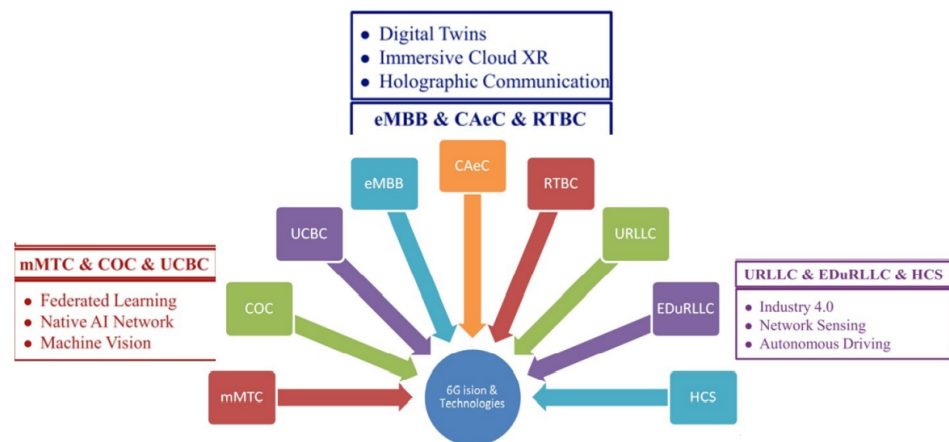 ● Digital Twins
● Immersive Cloud XR
● Holographic Communication
eMBB & CAeC & RTBC
CAeC
eMBB
RTBC
UCBC
URLLC
mMTC & COC & UCBC
● Federated Learning
● Native AI Network
● Machine Vision
URLLC & EDuRLLC & HCS
● Industry 4.0
● Network Sensing
● Autonomous Driving
COC
EDuRLLC
mMTC
6G ision &
Technologies
HCS